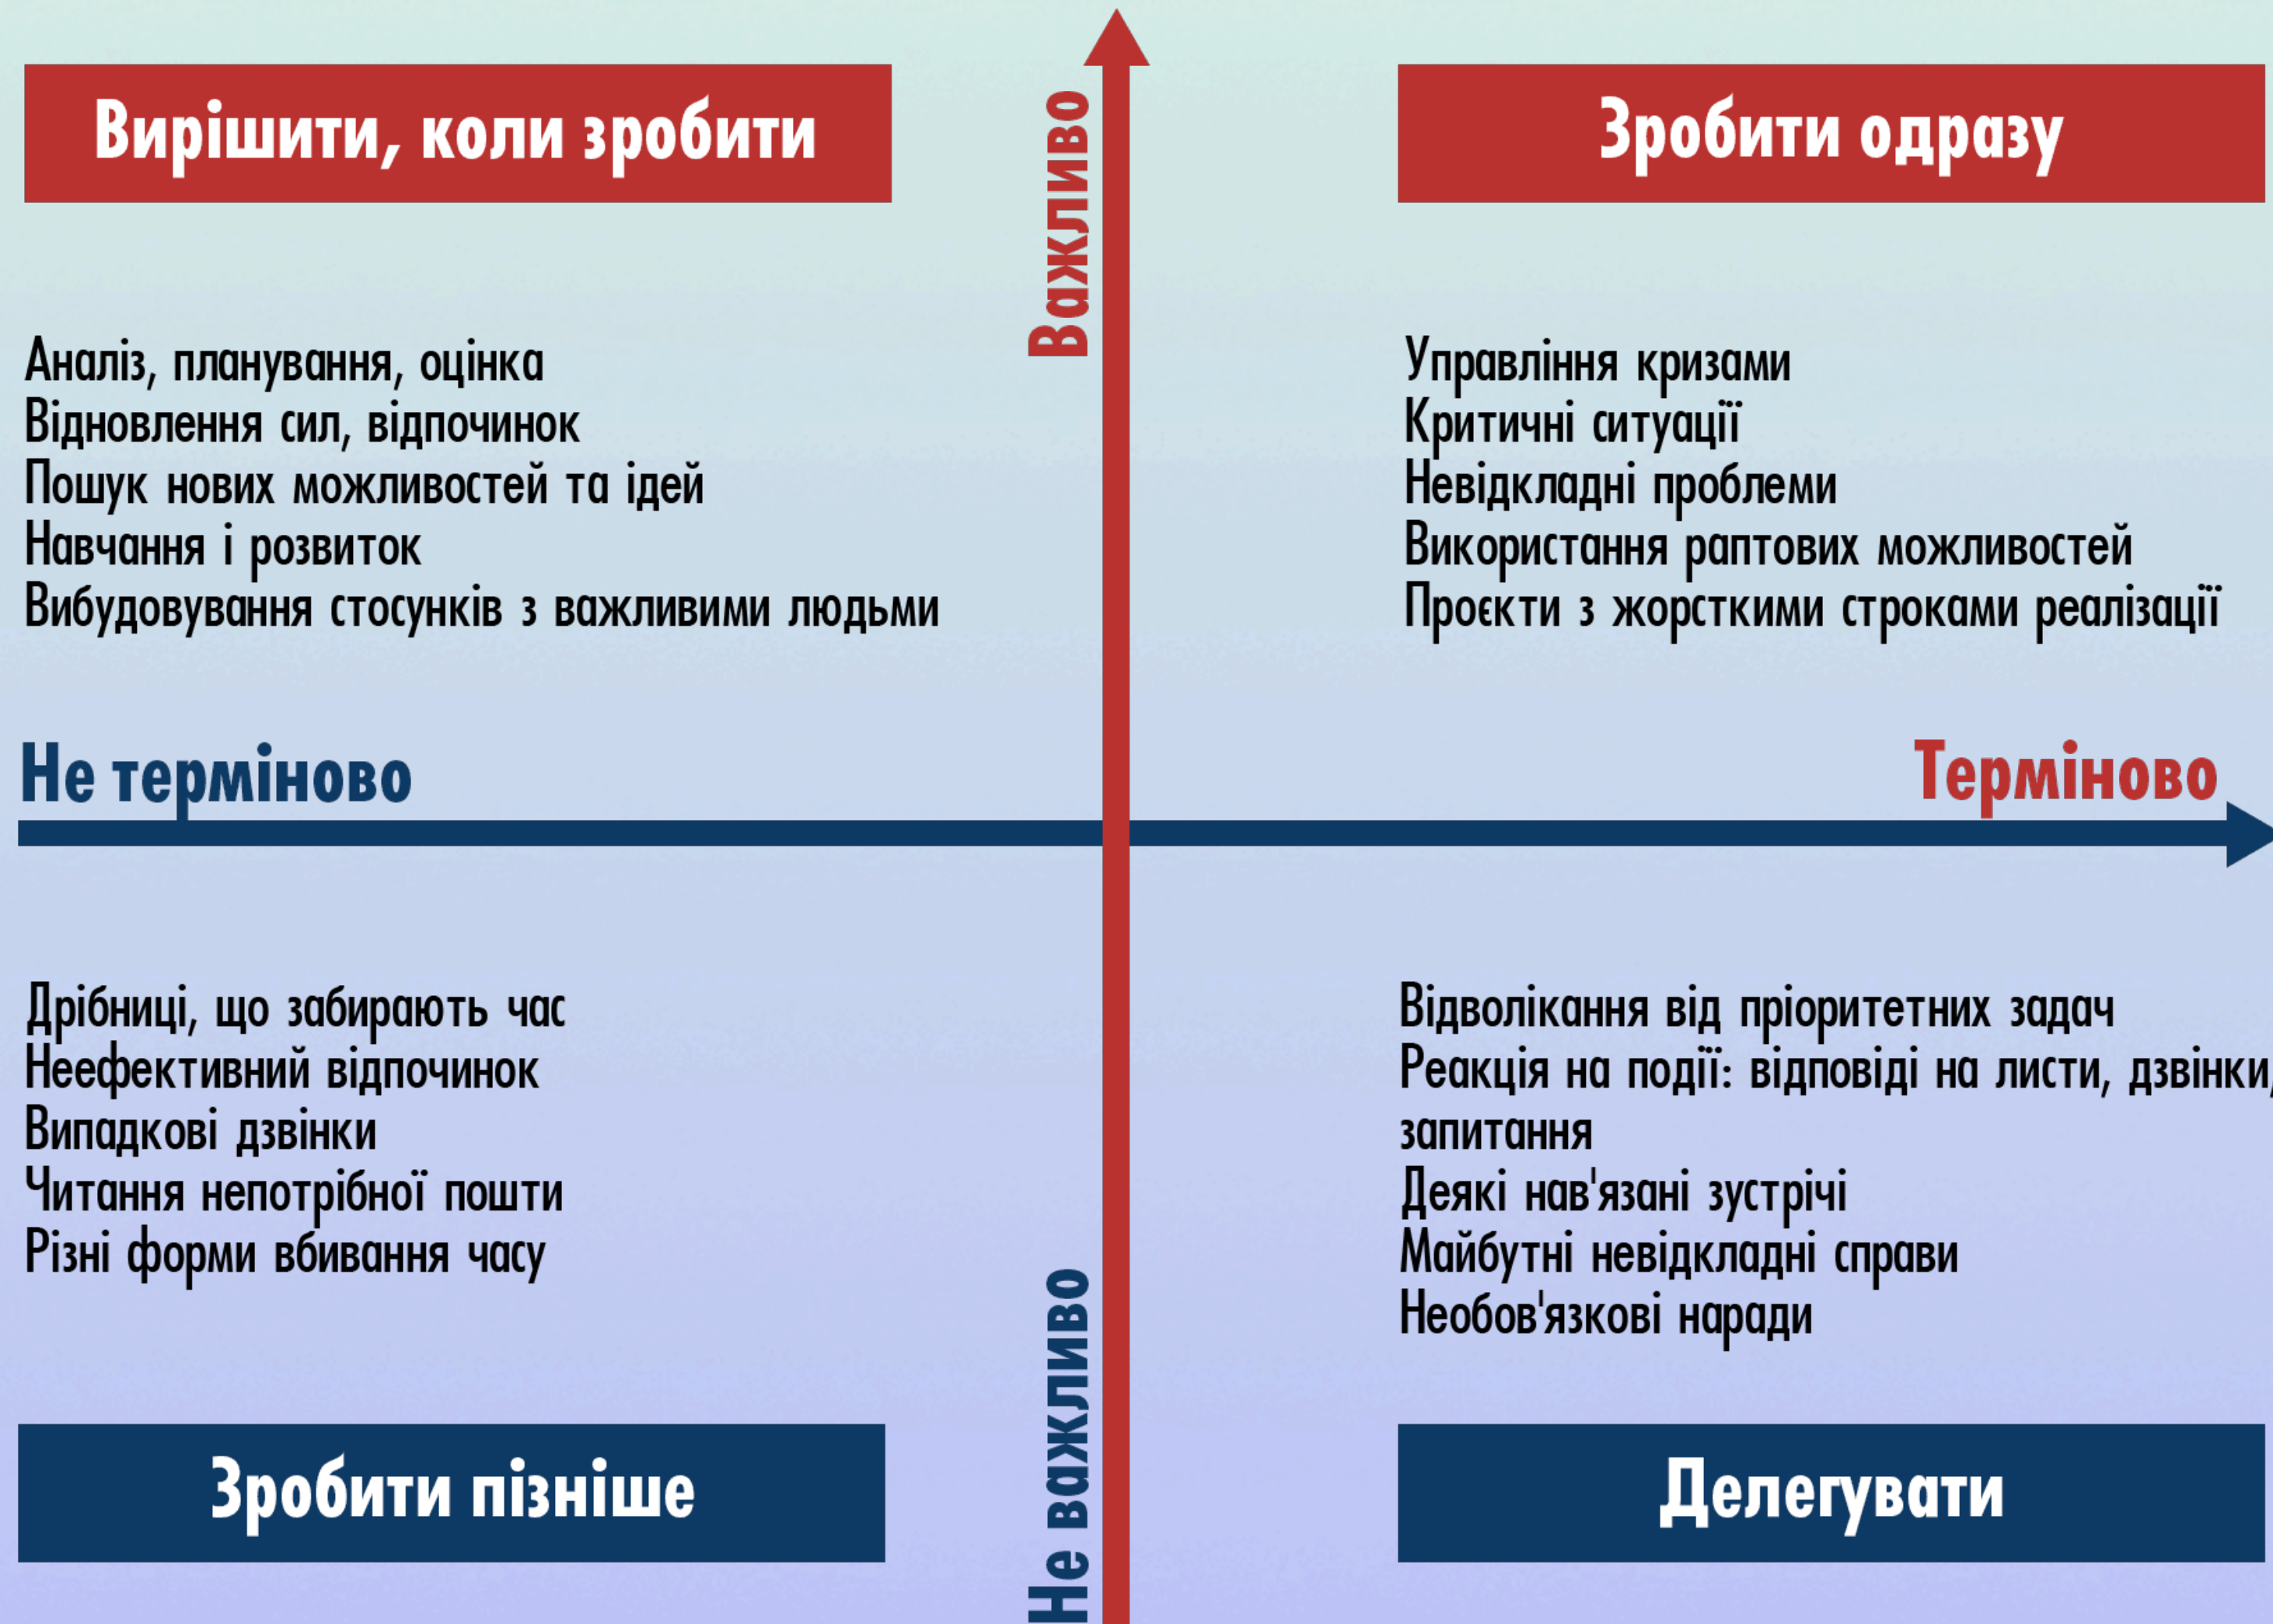 Вирішити, коли зробити
Аналіз, планування, оцінка
Відновлення сил, відпочинок
Пошук нових можливостей та ідей
Навчання і розвиток
Вибудовування стосунків з важливими людьми
Важливо
Зробити одразу
Управління кризами
Критичні ситуації
Невідкладні проблеми
Використання раптових можливостей
Проєкти з жорсткими строками реалізації
Не терміново
Терміново
Дрібниці, що забирають час
Неефективний відпочинок
Випадкові дзвінки
Читання непотрібної пошти
Різні форми вбивання часу
Зробити пізніше
Не важливо
Відволікання від пріоритетних задач
Реакція на події: відповіді на листи, дзвінки,
запитання
Деякі нав'язані зустрічі
Майбутні невідкладні справи
Необов'язкові наради
Делегувати